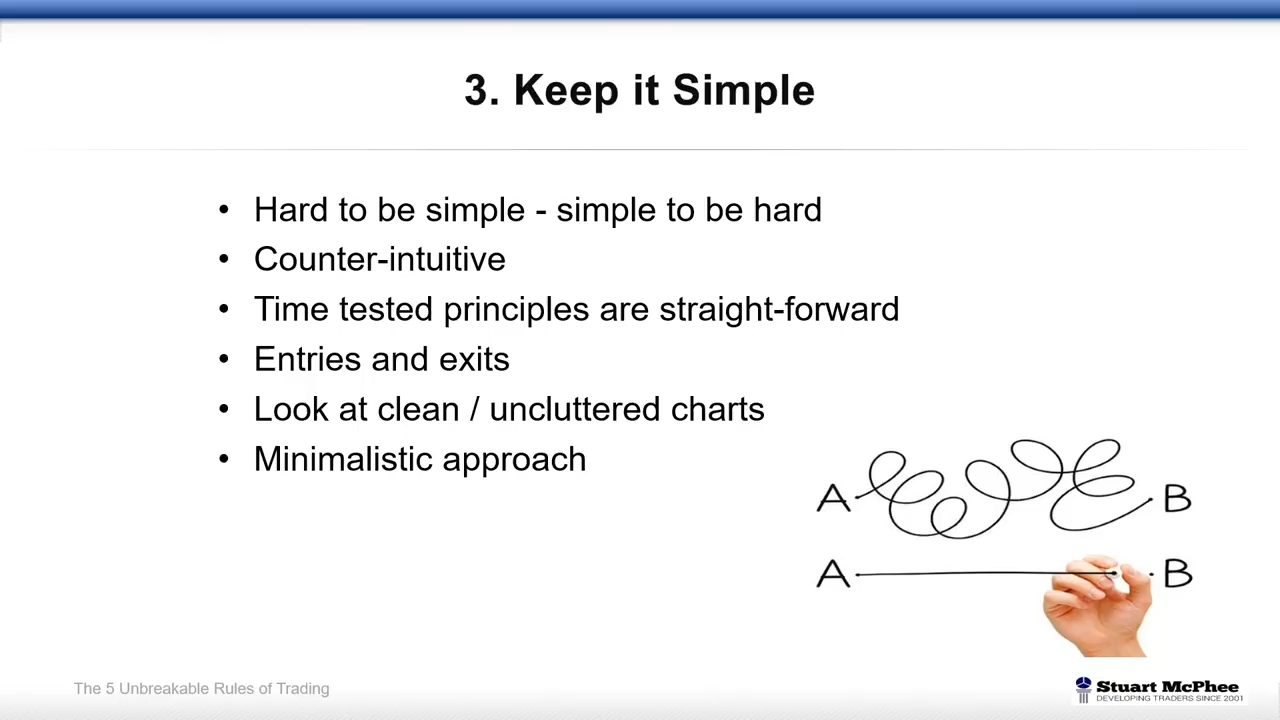 3. Keep it Simple
• Hard to be simple - simple to be hard
• Counter-intuitive
• Time tested principles are straight-forward
• Entries and exits
• Look at clean / uncluttered charts
• Minimalistic approach
A B
A B
The 5 Unbreakable Rules of Trading
Stuart McPhee
DEVELOPING TRADERS SINCE 2001